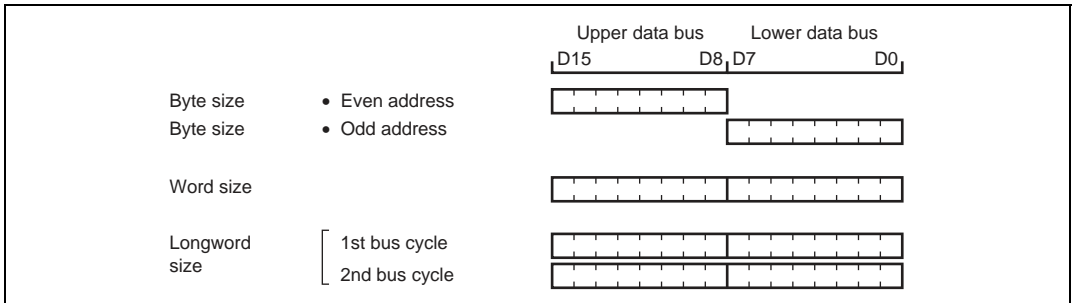 Upper data bus Lower data bus
D15 D8 D7 D0
Byte size • Even address
Byte size • Odd address
Word size
Longword size
1st bus cycle
2nd bus cycle